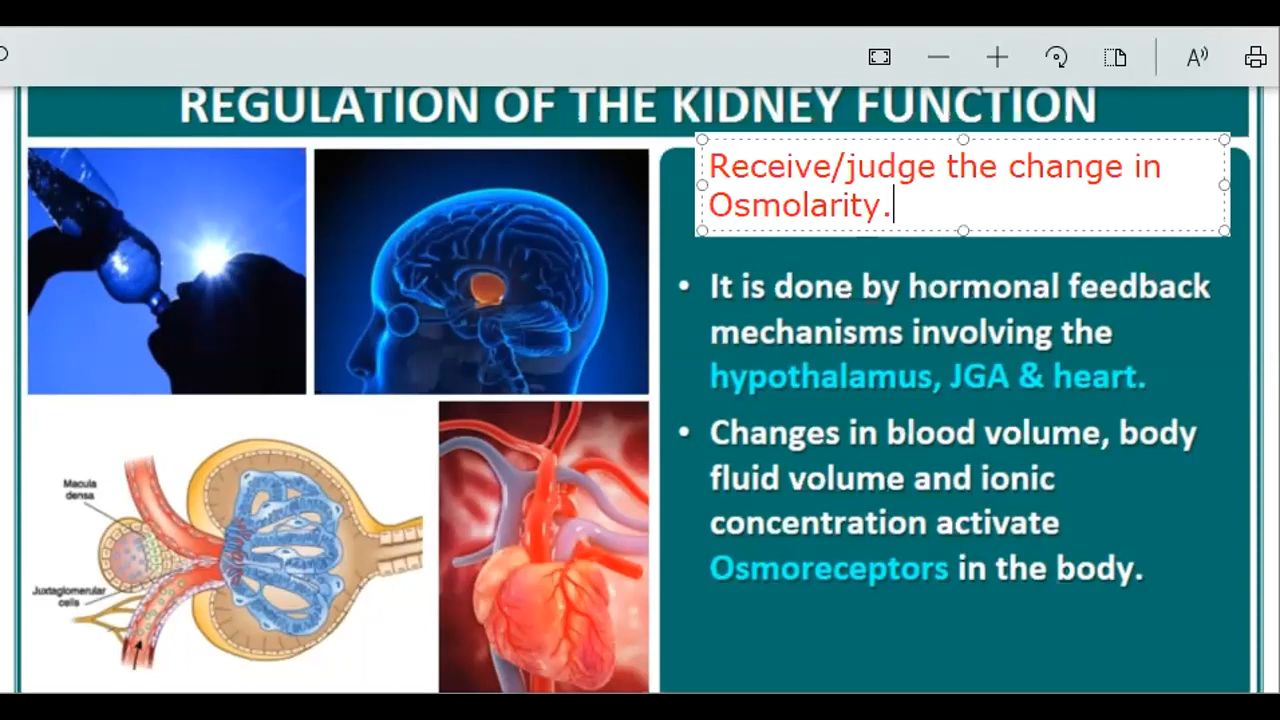 REGULATION OF THE KIDNEY FUNCTION
Receive/judge the change in
Osmolarity.
• It is done by hormonal feedback
mechanisms involving the
hypothalamus, JGA & heart.
• Changes in blood volume, body
fluid volume and ionic
concentration activate
Osmoreceptors in the body.
Macula
densa
Juxtaglomerular
cells